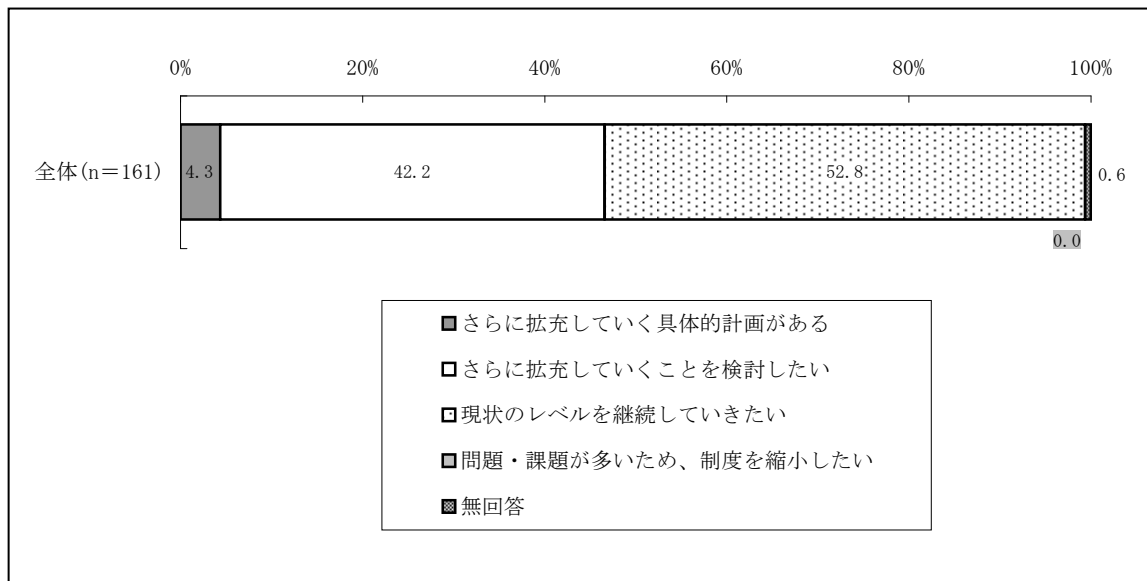 0% 20% 40% 60% 80% 100%
全体(n＝161) 4.3 42.2 52.8 0.6
0.0
さらに拡充していく具体的計画がある
さらに拡充していくことを検討したい
現状のレベルを継続していきたい
問題・課題が多いため、制度を縮小したい
無回答